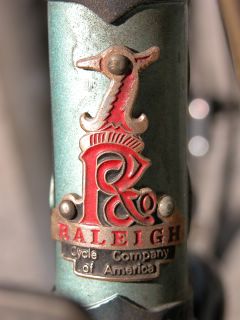 R&Co
RALEIGH
Cycle Company
of America